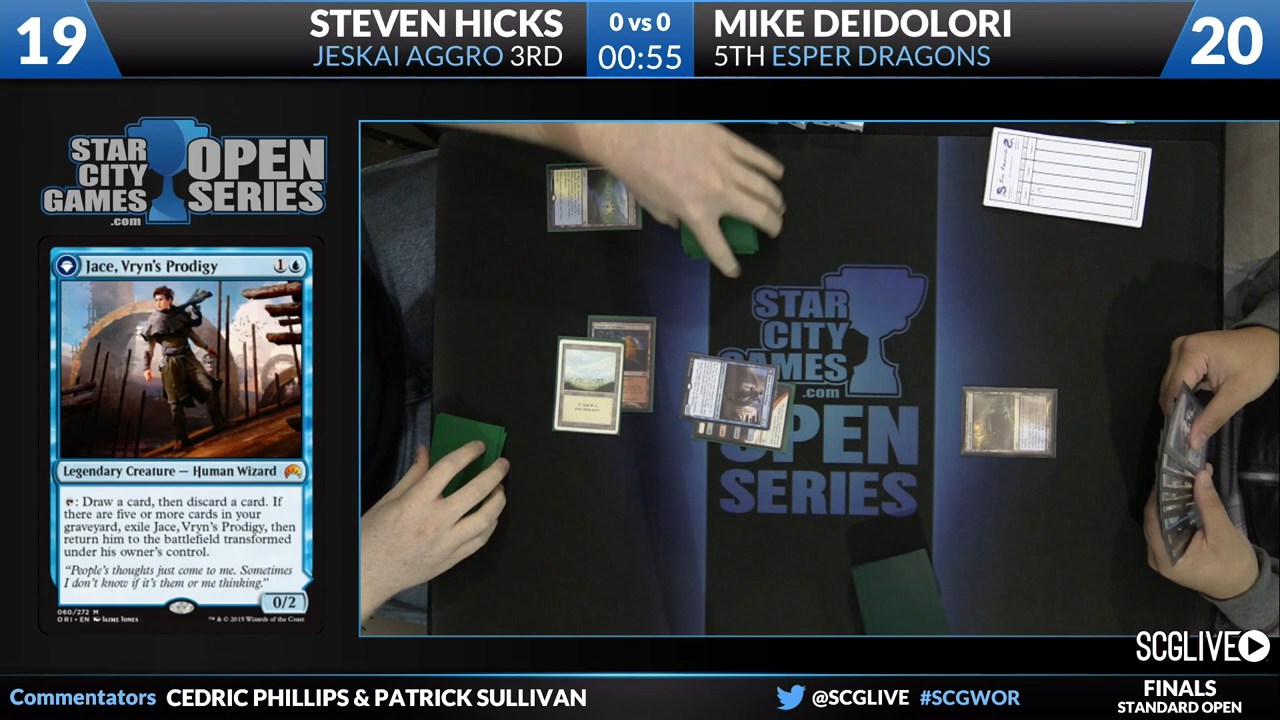 19
STEVEN HICKS
JESKAI AGGRO 3RD
0 vs 0
00:55
MIKE DEIDOLORI
5TH ESPER DRAGONS
20
STAR
CITY
GAMES
.com
OPEN
SERIES
Jace, Vryn's Prodigy 1
Legendary Creature — Human Wizard
: Draw a card, then discard a card. If
there are five or more cards in your
graveyard, exile Jace, Vryn's Prodigy, then
return him to the battlefield transformed
under his owner's control.
“People's thoughts just come to me. Sometimes
I don't know if it's them or me thinking.”
0/2
060/272 M
ORI • EN JAIME JONES
™ & © 2015 Wizards of the Coast
STAR
CITY
GAMES
.com
OPEN
SERIES
SCGLIVE
Commentators CEDRIC PHILLIPS & PATRICK SULLIVAN
@SCGLIVE #SCGWOR
FINALS
STANDARD OPEN